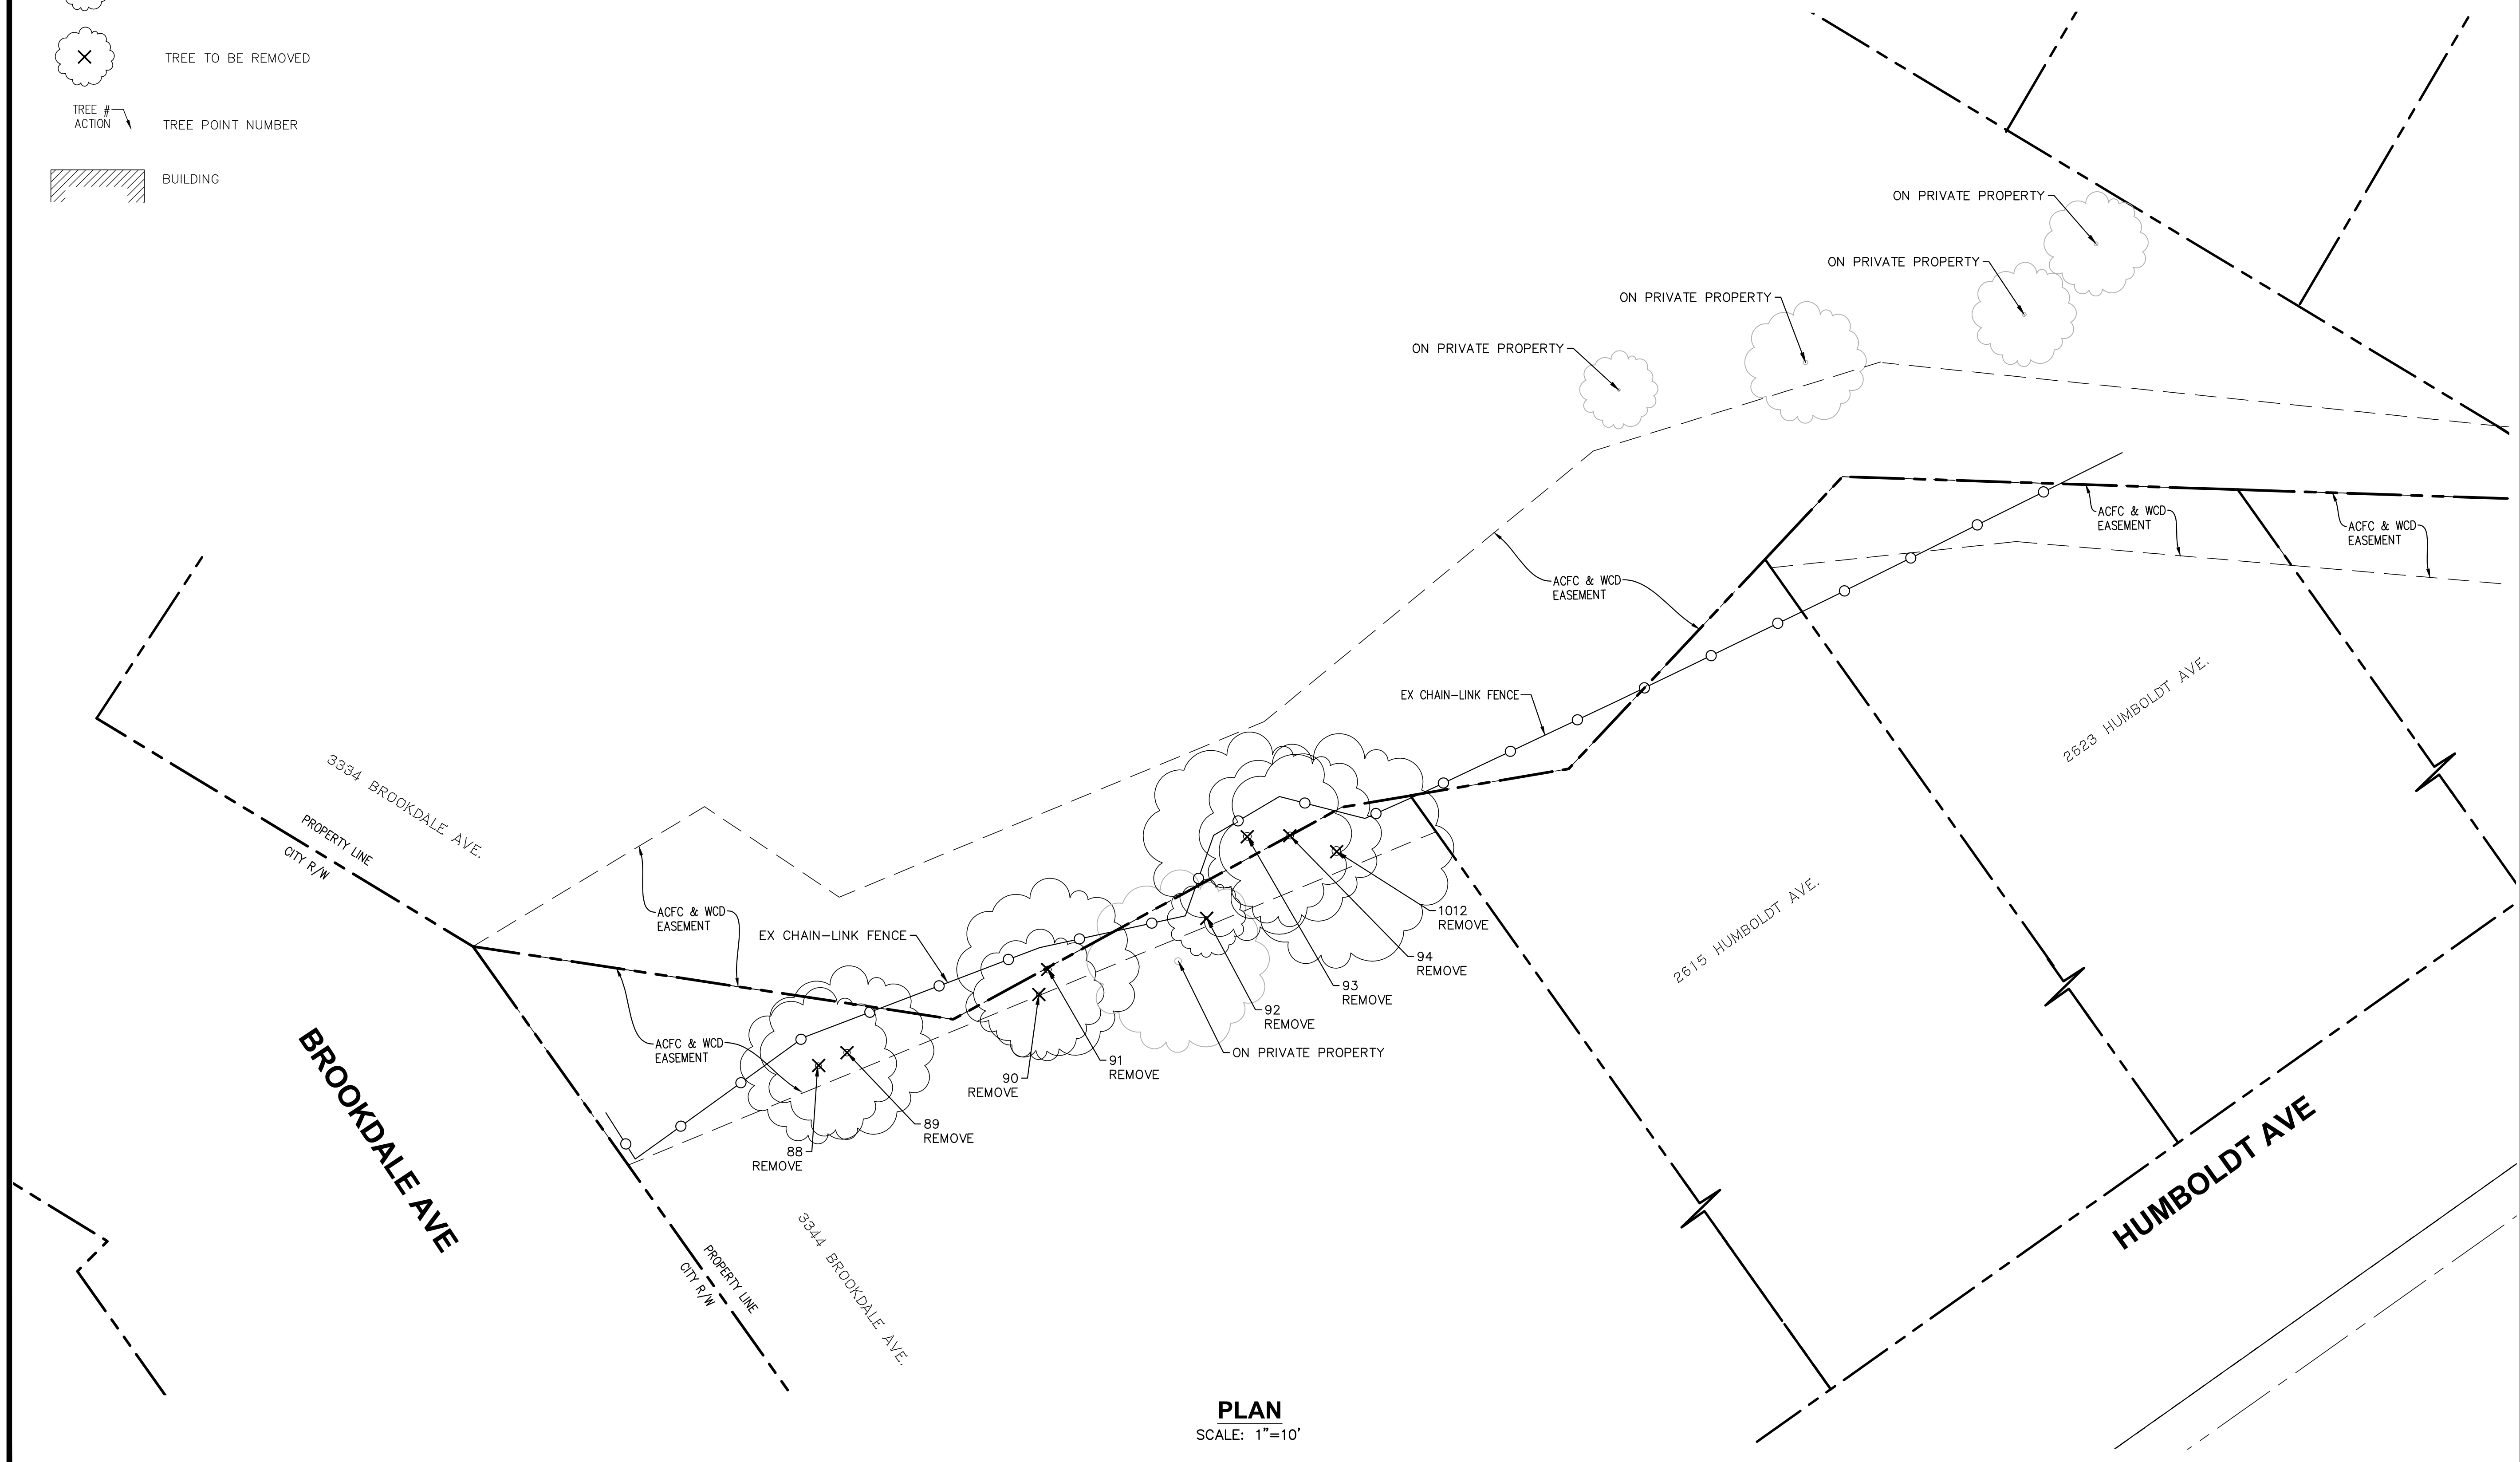 TREE TO BE REMOVED
TREE #
ACTION
TREE POINT NUMBER
BUILDING
ON PRIVATE PROPERTY
ON PRIVATE PROPERTY
ON PRIVATE PROPERTY
ON PRIVATE PROPERTY
ACFC & WCD
EASEMENT
ACFC & WCD
EASEMENT
ACFC & WCD
EASEMENT
EX CHAIN-LINK FENCE
2623 HUMBOLDT AVE.
3334 BROOKDALE AVE.
PROPERTY LINE
CITY R/W
ACFC & WCD
EASEMENT
EX CHAIN-LINK FENCE
1012
REMOVE
2615 HUMBOLDT AVE.
94
REMOVE
93
REMOVE
92
REMOVE
ON PRIVATE PROPERTY
ACFC & WCD
EASEMENT
91
REMOVE
90
REMOVE
89
REMOVE
88
REMOVE
BROOKDALE AVE
HUMBOLDT AVE
PROPERTY LINE
CITY R/W
3344 BROOKDALE AVE.
PLAN
SCALE: 1"=10'